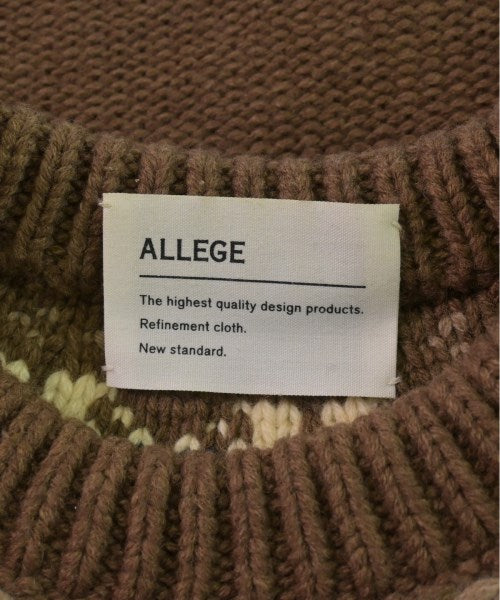 ALLEGE
The highest quality design products.
Refinement cloth.
New standard.